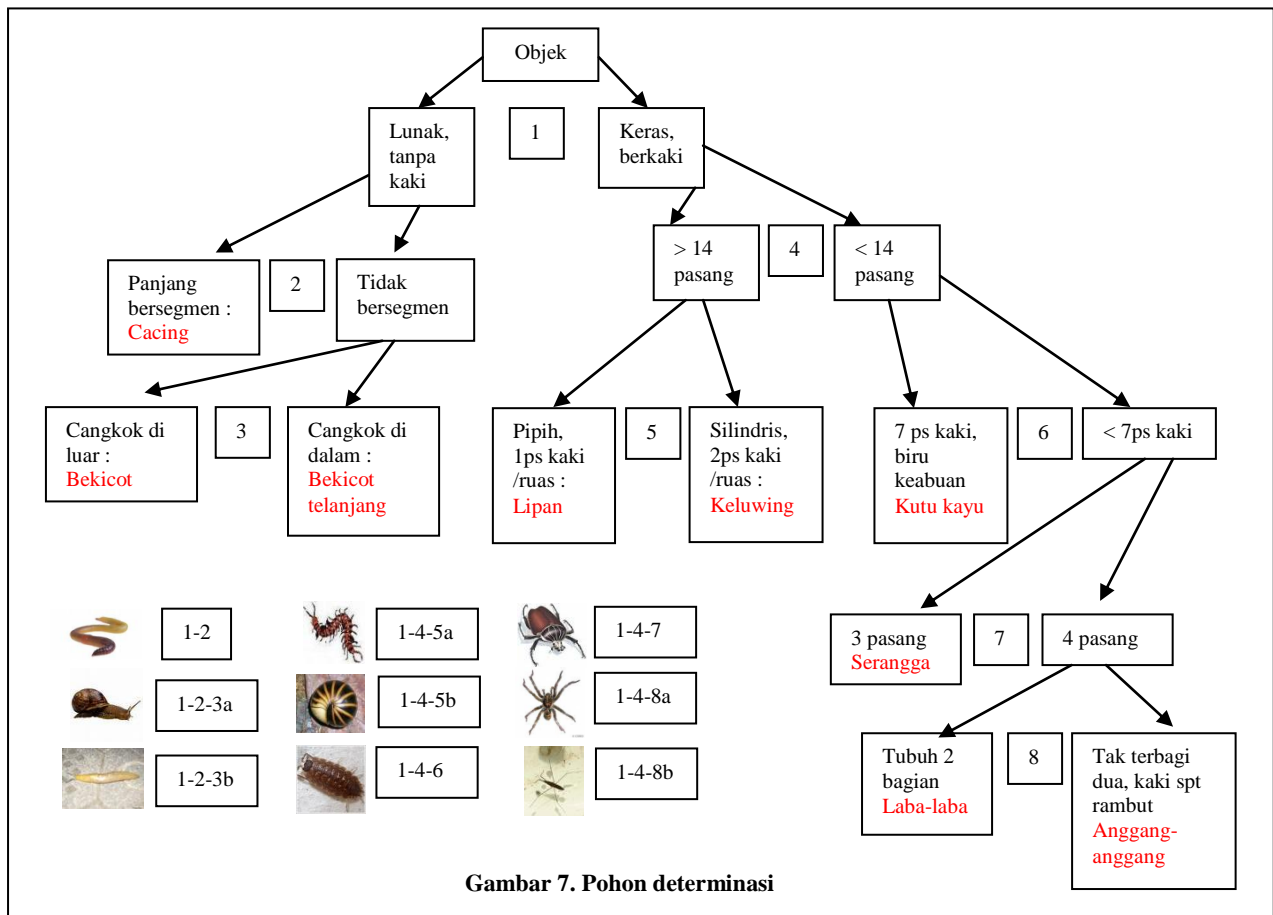 Objek
Lunak,
tanpa
kaki
1
Keras,
berkaki
Panjang
bersegmen :
Cacing
2
Tidak
bersegmen
> 14
pasang
4
< 14
pasang
Cangkok di
luar :
Bekicot
3
Cangkok di
dalam :
Bekicot
telanjang
Pipih,
1ps kaki
/ruas :
Lipan
5
Silindris,
2ps kaki
/ruas :
Keluwing
7 ps kaki,
biru
keabuan
Kutu kayu
6
< 7ps kaki
3 pasang
Serangga
7
4 pasang
Tubuh 2
bagian
Laba-laba
8
Tak terbagi
dua, kaki spt
rambut
Anggang-
anggang
1-2
1-4-5a
1-4-7
1-2-3a
1-4-5b
1-4-8a
1-2-3b
1-4-6
1-4-8b
Gambar 7. Pohon determinasi